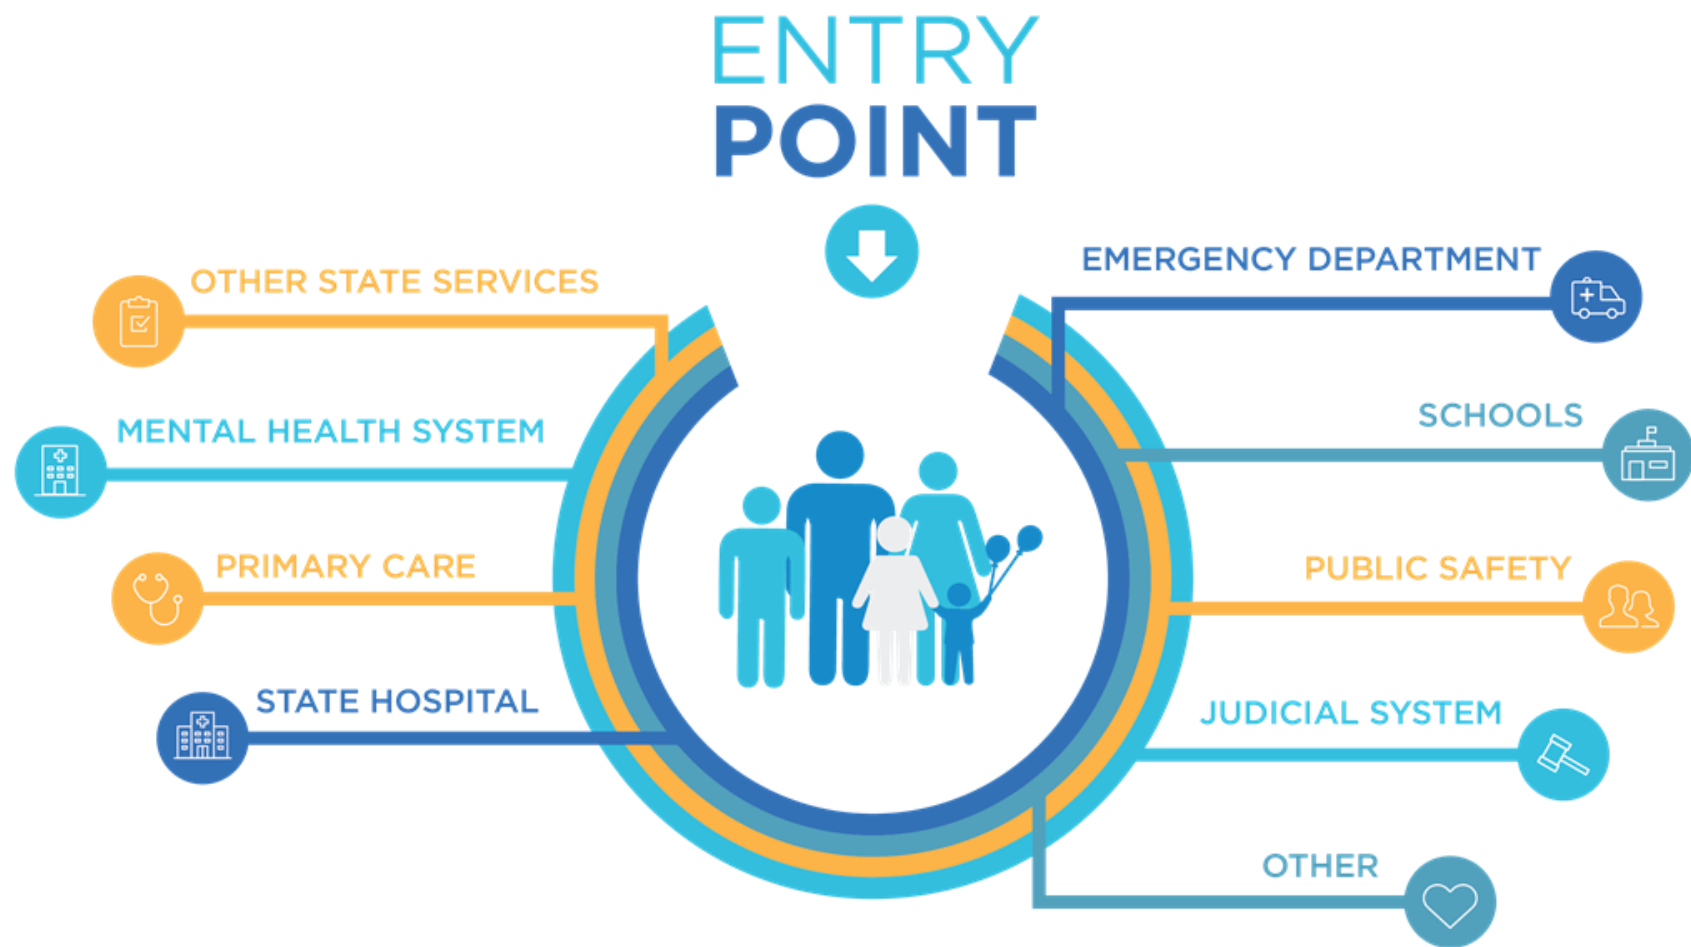 ENTRY
POINT
OTHER STATE SERVICES
MENTAL HEALTH SYSTEM
PRIMARY CARE
STATE HOSPITAL
EMERGENCY DEPARTMENT
SCHOOLS
PUBLIC SAFETY
JUDICIAL SYSTEM
OTHER